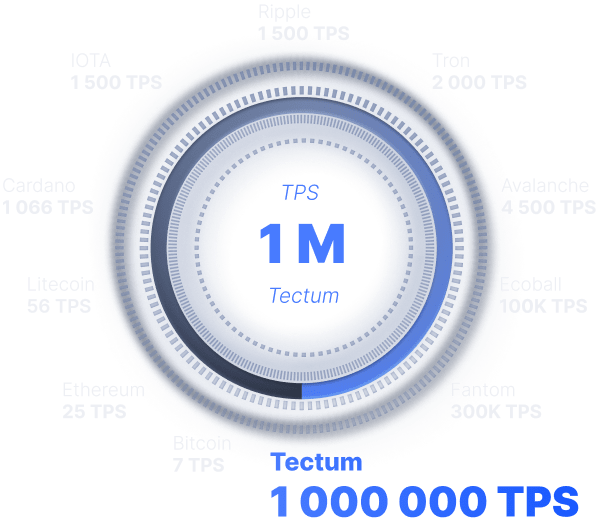 Ripple
1 500 TPS
IOTA
1 500 TPS
Tron
2 000 TPS
Cardano
1 066 TPS
Avalanche
4 500 TPS
TPS
1 M
Tectum
Litecoin
56 TPS
Ecoball
100K TPS
Ethereum
25 TPS
Fantom
300K TPS
Bitcoin
7 TPS
Tectum
1 000 000 TPS